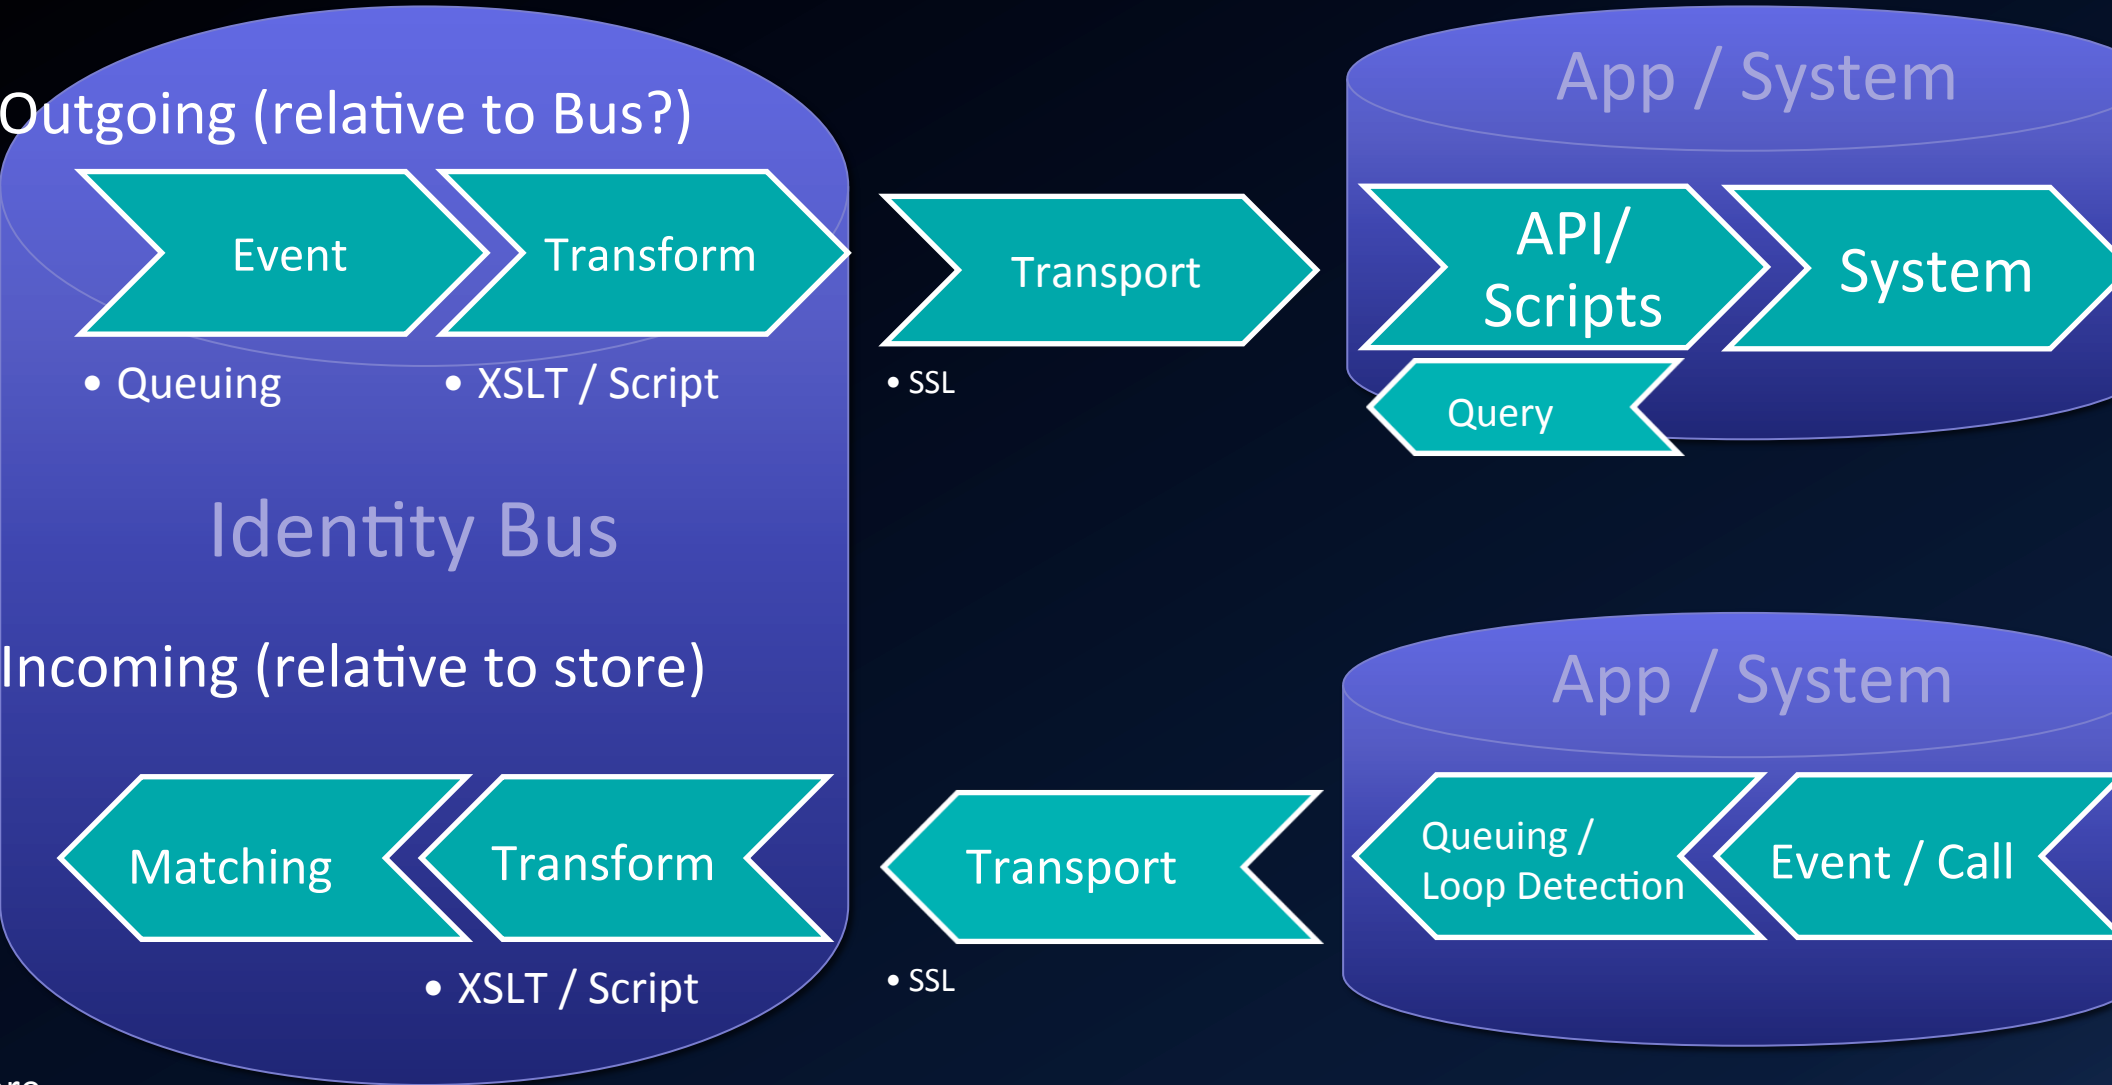 Outgoing (relative to Bus?)
App / System
Event
Transform
Transport
API/
Scripts
System
• Queuing
• XSLT / Script
• SSL
Query
Identity Bus
Incoming (relative to store)
App / System
Matching
Transform
Transport
Queuing /
Loop Detection
Event / Call
• XSLT / Script
• SSL